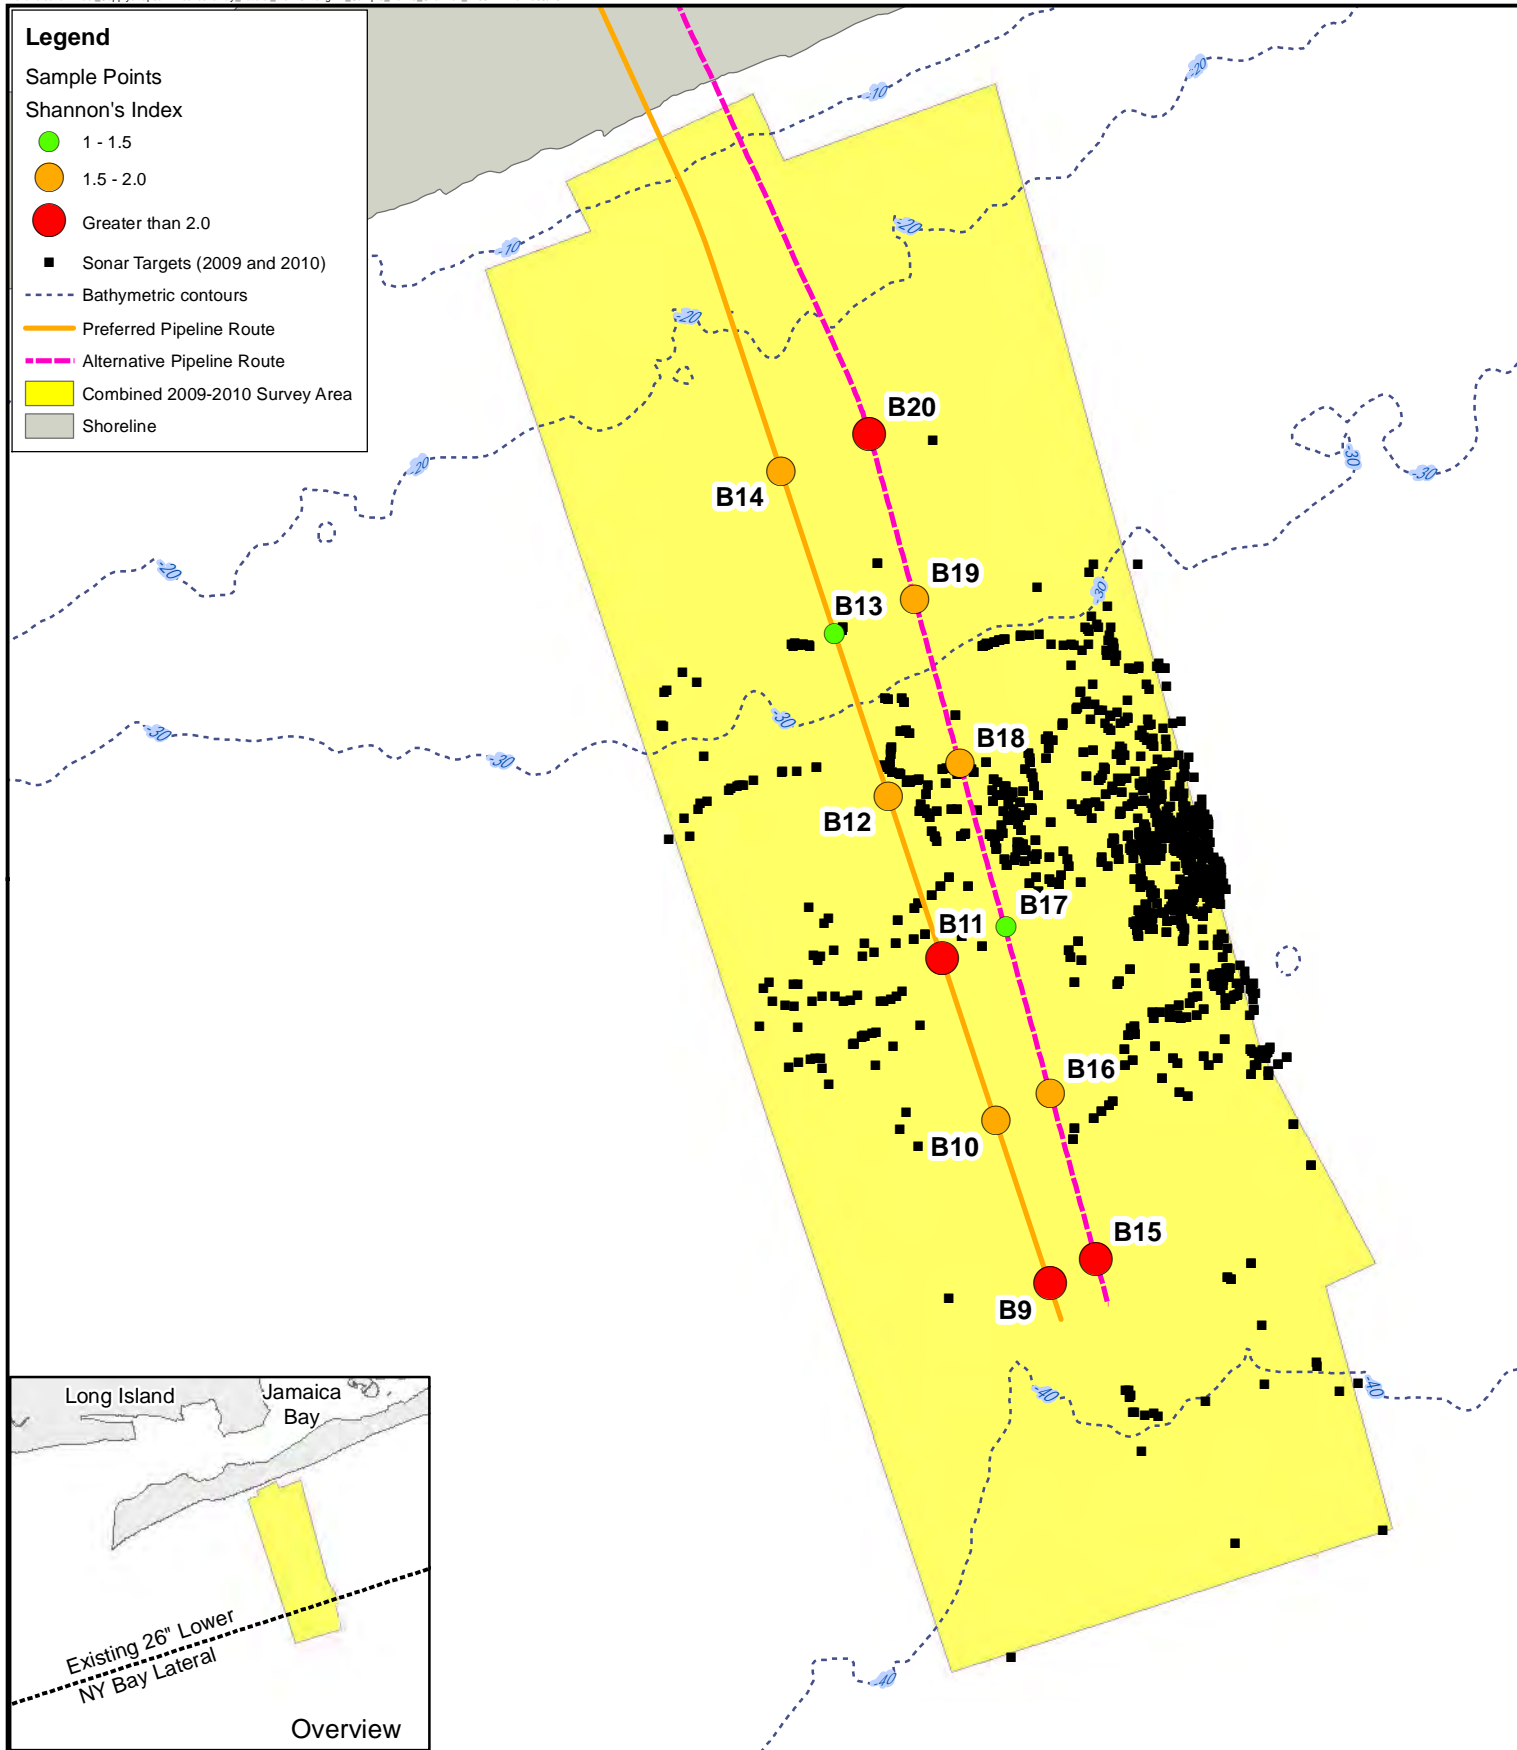 Legend
Sample Points
Shannon's Index
1 - 1.5
1.5 - 2.0
Greater than 2.0
Sonar Targets (2009 and 2010)
Bathymetric contours
Preferred Pipeline Route
Alternative Pipeline Route
Combined 2009-2010 Survey Area
Shoreline
-20
-10
-20
-10
-20
B20
-30
-20
-30
B14
-20
B19
-30
B13
-30
-30
-30
B18
B12
B17
B11
B16
B10
B15
B9
-40
-40
-40
Long Island
Jamaica
Bay
Existing 26" Lower
NY Bay Lateral
Overview